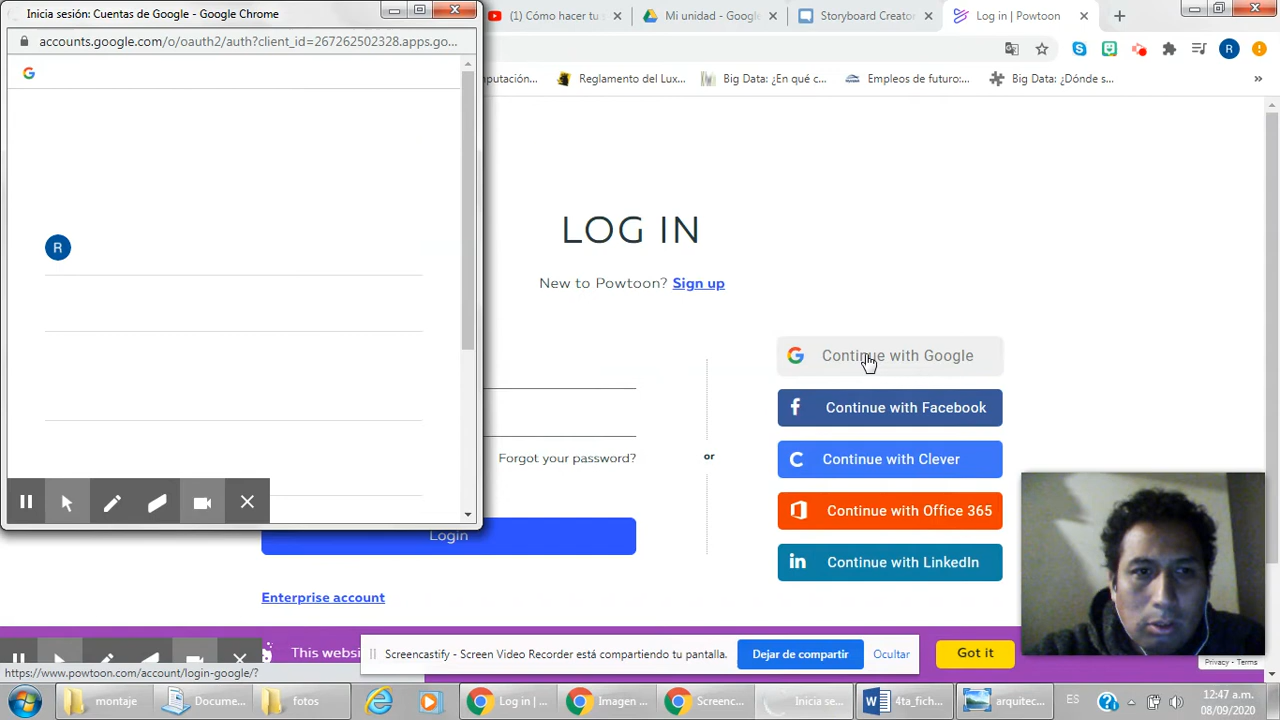 Inicia sesión: Cuentas de Google - Google Chrome
accounts.google.com/o/oauth2/auth?client_id=267262502328.apps.go...
R
(1) Cómo hacer tu
Mi unidad - Google
Storyboard Creator
Log in | Powtoon
R
mputación...
Reglamento del Lux...
Big Data: ¿En qué c...
Empleos de futuro:...
Big Data: ¿Dónde s...
»
LOG IN
New to Powtoon? Sign up
Continue with Google
Continue with Facebook
Forgot your password?
or
Continue with Clever
Continue with Office 365
Login
Continue with LinkedIn
Enterprise account
This websi
Screencastify - Screen Video Recorder está compartiendo tu pantalla.
Dejar de compartir
Ocultar
Got it
Privacy - Terms
https://www.powtoon.com/account/login-google/?
montaje
Docume...
fotos
Log in | ...
Imagen ...
Screenc...
Inicia se...
4ta_fich...
arquitec...
ES
12:47 a.m.
08/09/2020